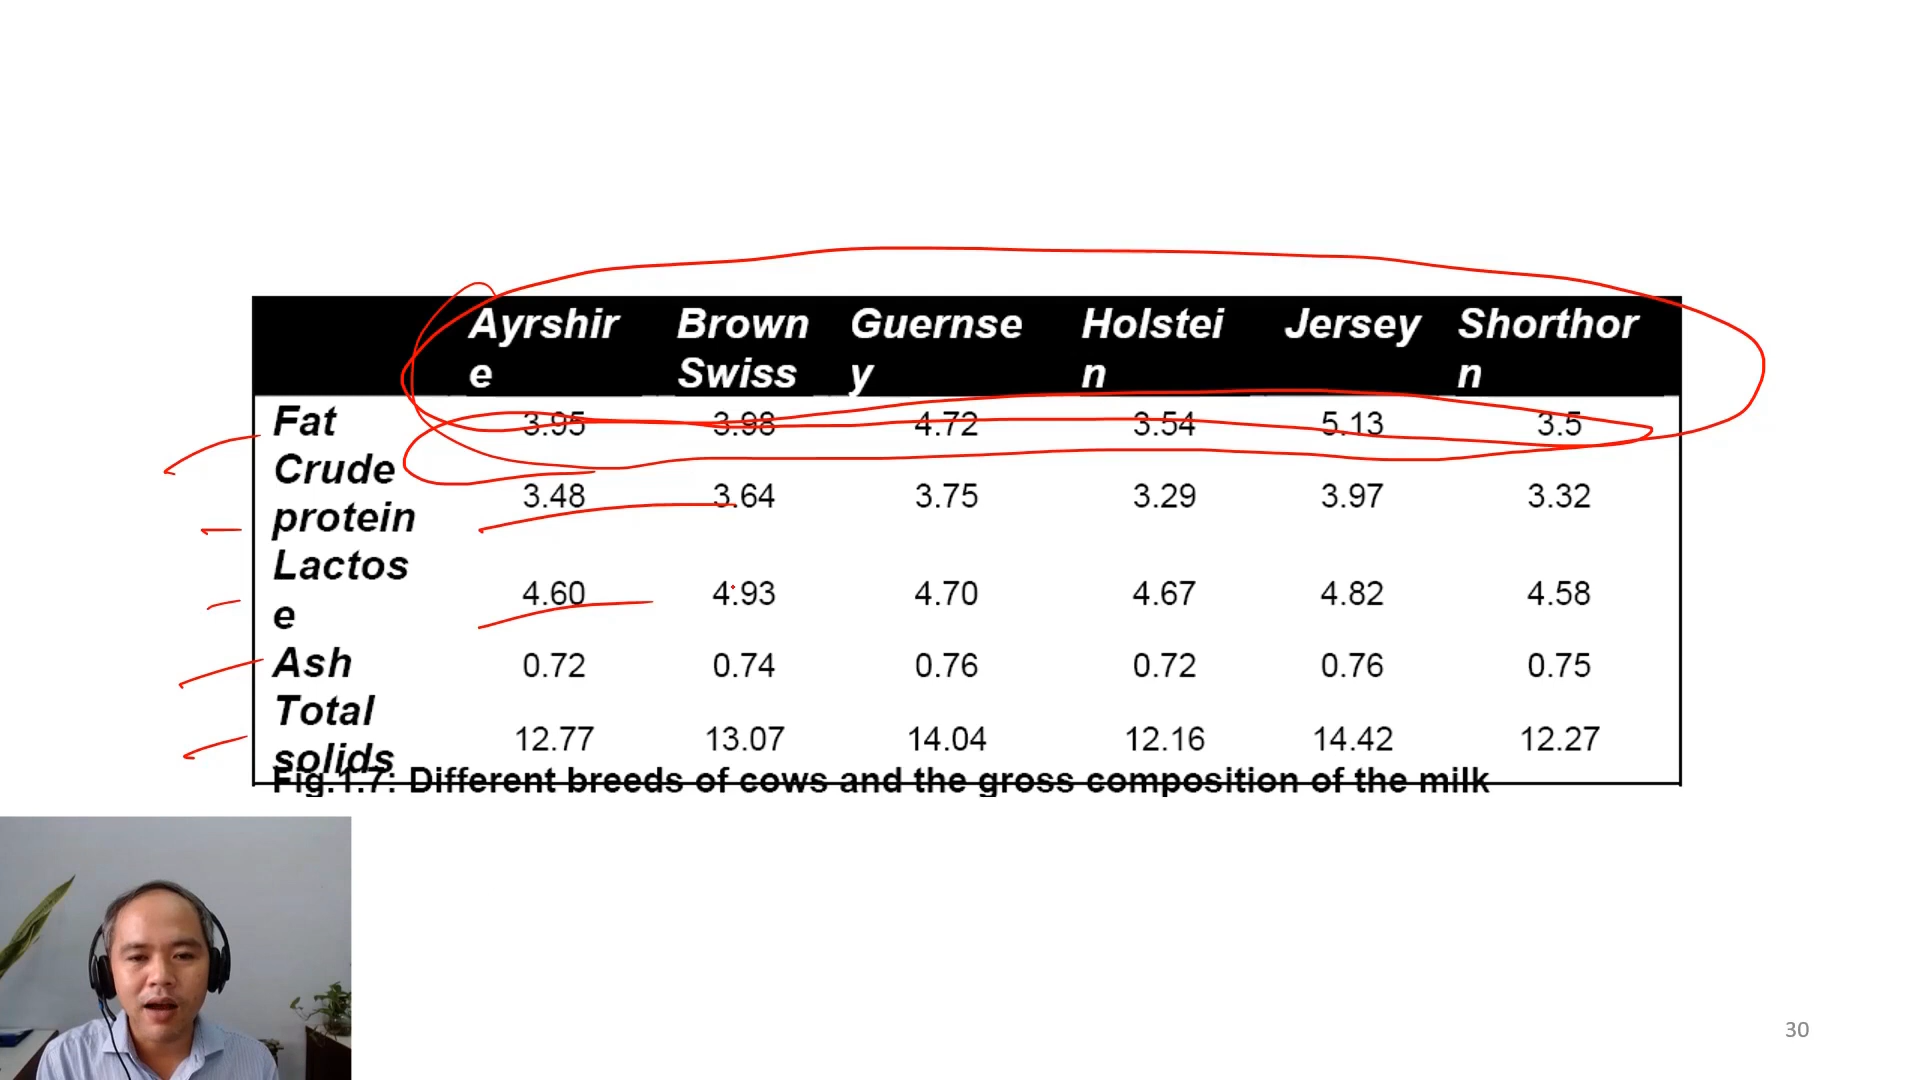 Ayrshir Brown Guernse Holstei Jersey Shorthor
e Swiss y n n
Fat 3.95 3.98 4.72 3.54 5.13 3.5
Crude
protein 3.48 3.64 3.75 3.29 3.97 3.32
Lactos
e 4.60 4.93 4.70 4.67 4.82 4.58
Ash 0.72 0.74 0.76 0.72 0.76 0.75
Total
solids 12.77 13.07 14.04 12.16 14.42 12.27
Fig.1.7: Different breeds of cows and the gross composition of the milk
30